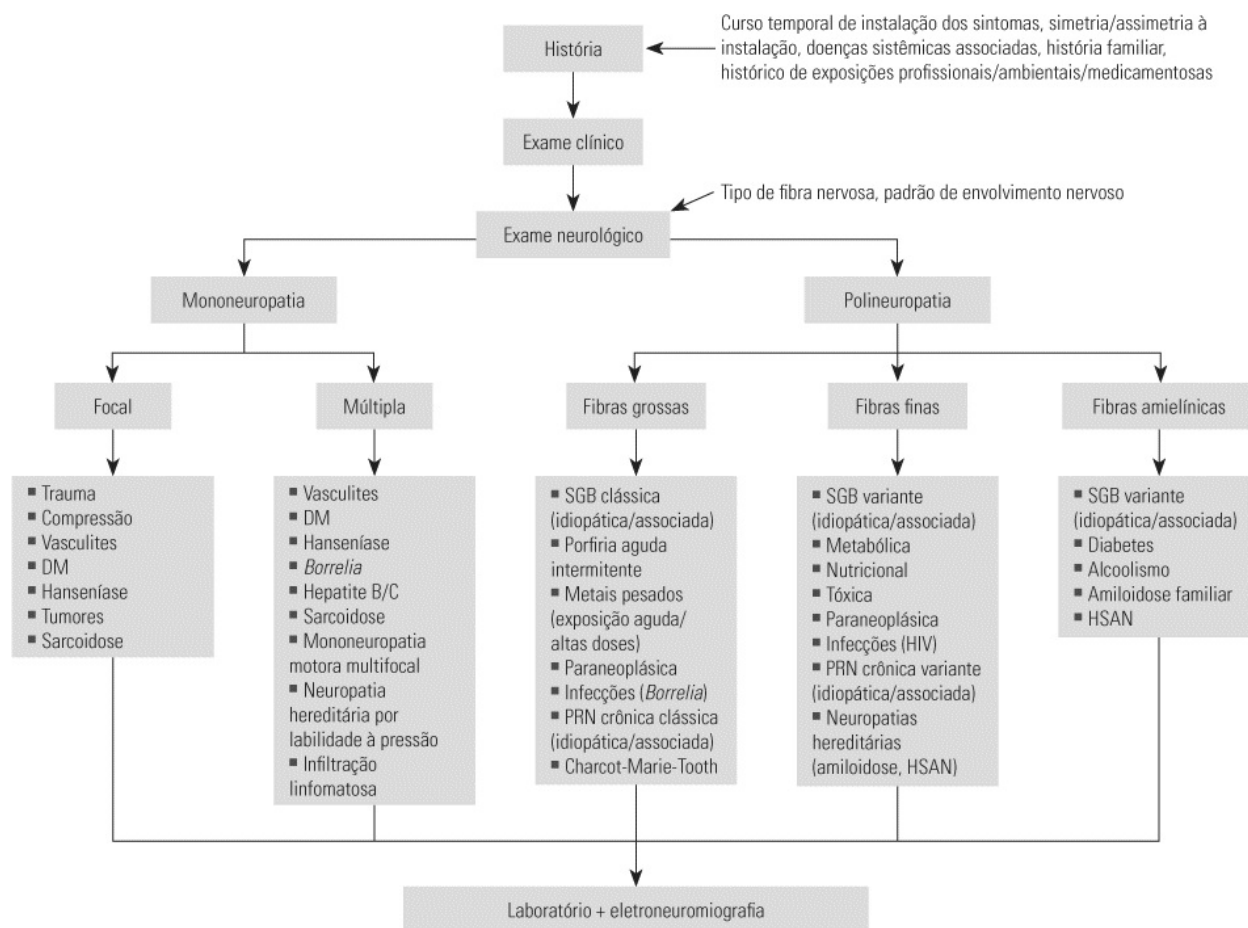 História
Curso temporal de instalação dos sintomas, simetria/assimetria à
instalação, doenças sistêmicas associadas, história familiar,
histórico de exposições profissionais/ambientais/medicamentosas
Exame clínico
Tipo de fibra nervosa, padrão de envolvimento nervoso
Exame neurológico
Mononeuropatia
Polineuropatia
Focal
Múltipla
Fibras grossas
Fibras finas
Fibras amielínicas
■ Trauma
■ Compressão
■ Vasculites
■ DM
■ Hanseníase
■ Tumores
■ Sarcoidose
■ Vasculites
■ DM
■ Hanseníase
■ Borrelia
■ Hepatite B/C
■ Sarcoidose
■ Mononeuropatia
motora multifocal
■ Neuropatia
hereditária por
labilidade à pressão
■ Infiltração
linfomatosa
■ SGB clássica
(idiopática/associada)
■ Porfiria aguda
intermitente
■ Metais pesados
(exposição aguda/
altas doses)
■ Paraneoplásica
■ Infecções (Borrelia)
■ PRN crônica clássica
(idiopática/associada)
■ Charcot-Marie-Tooth
■ SGB variante
(idiopática/associada)
■ Metabólica
■ Nutricional
■ Tóxica
■ Paraneoplásica
■ Infecções (HIV)
■ PRN crônica variante
(idiopática/associada)
■ Neuropatias
hereditárias
(amiloidose, HSAN)
■ SGB variante
(idiopática/associada)
■ Diabetes
■ Alcoolismo
■ Amiloidose familiar
■ HSAN
Laboratório + eletroneuromiografia